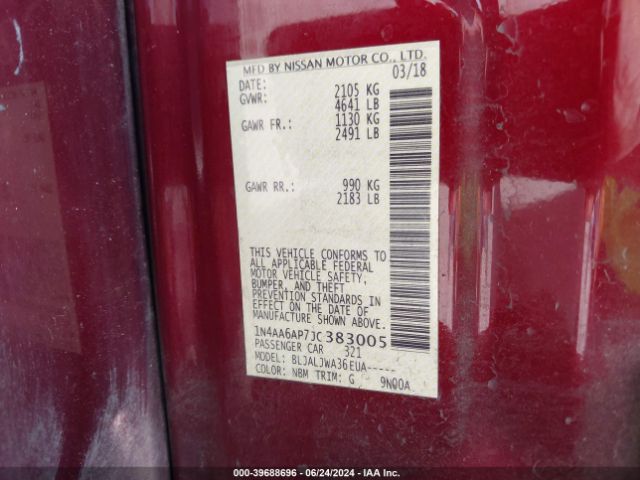 MFD BY NISSAN MOTOR CO., LTD.
DATE: 03/18
GVWR: 2105 KG
4641 LB
GAWR FR.: 1130 KG
2491 LB
GAWR RR.: 990 KG
2183 LB
THIS VEHICLE CONFORMS TO
ALL APPLICABLE FEDERAL
MOTOR VEHICLE SAFETY,
BUMPER, AND THEFT
PREVENTION STANDARDS IN
EFFECT ON THE DATE OF
MANUFACTURE SHOWN ABOVE.
1N4AA6AP7JC383005
PASSENGER CAR 321
MODEL: BLJALJWA36EUA-----
COLOR: NBM TRIM: G 9N00A
000-39688696 - 06/24/2024 - IAA Inc.